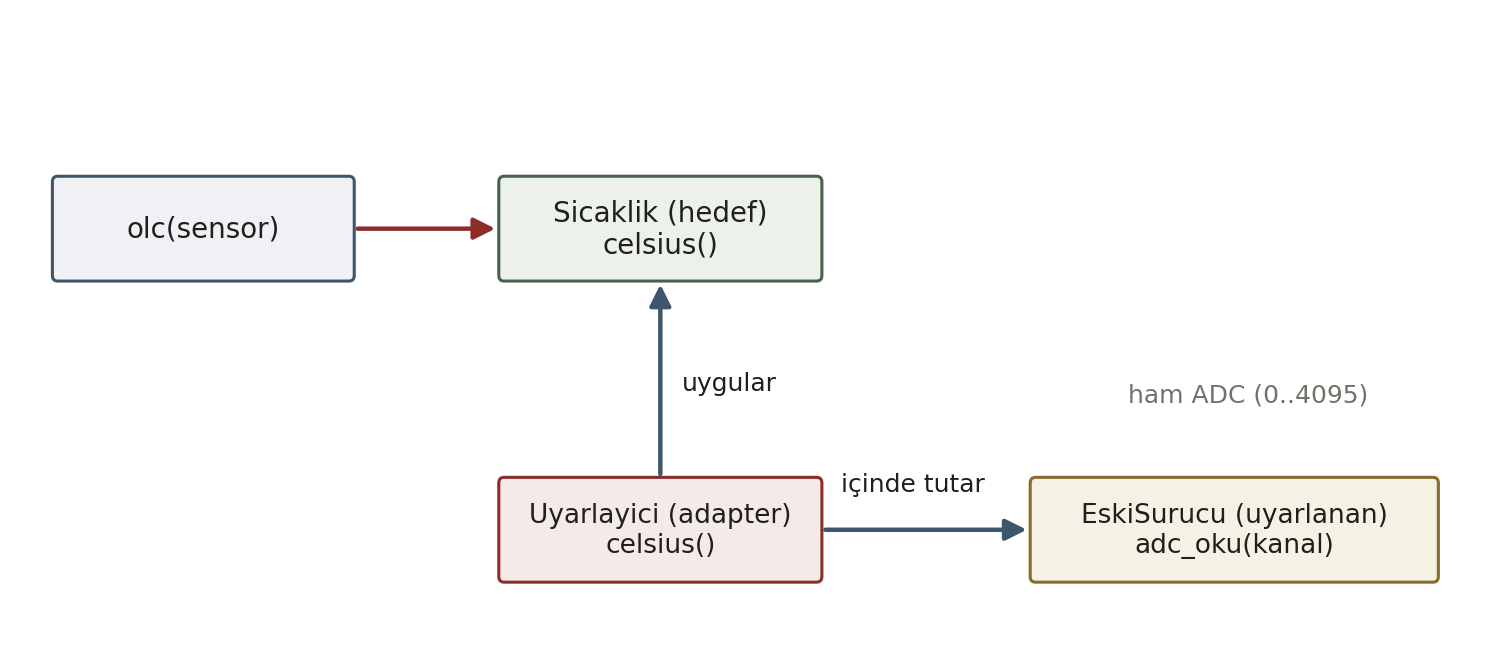 olc(sensor)
Sicaklik (hedef)
celsius()
uygular
ham ADC (0..4095)
içinde tutar
Uyarlayici (adapter)
celsius()
EskiSurucu (uyarlanan)
adc_oku(kanal)